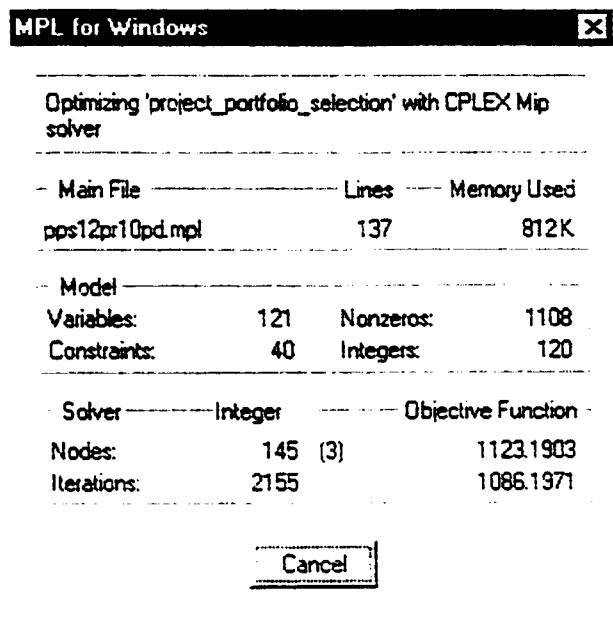 MPL for Windows
Optimizing 'project_portfolio_selection' with CPLEX Mip
solver
Main File Lines Memory Used
pps12pr10pd.mpl 137 812K
Model
Variables: 121 Nonzeros: 1108
Constraints: 40 Integers: 120
Solver Integer Objective Function
Nodes: 145 (3) 1123.1903
Iterations: 2155 1086.1971
Cancel